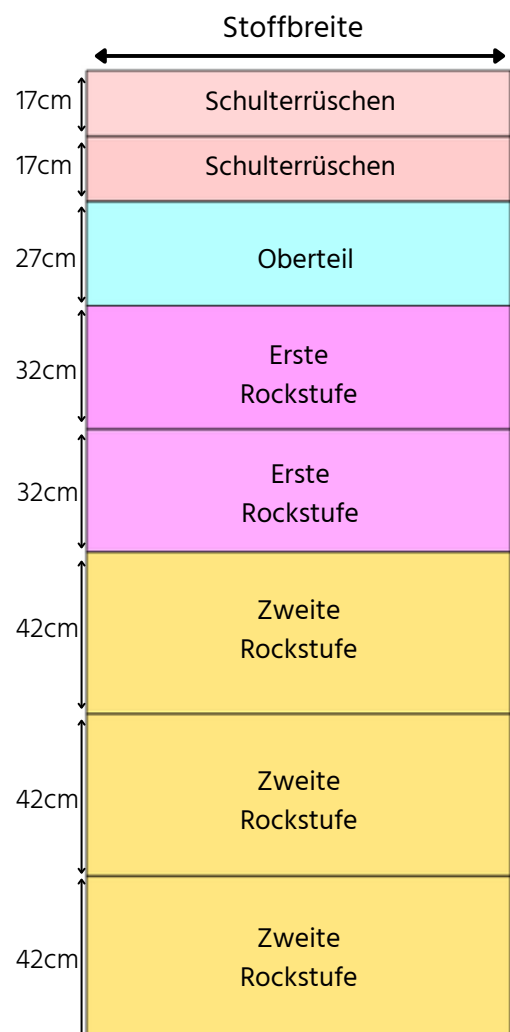 Stoffbreite
17cm
Schulterrüschen
17cm
Schulterrüschen
27cm
Oberteil
32cm
Erste
Rockstufe
32cm
Erste
Rockstufe
42cm
Zweite
Rockstufe
42cm
Zweite
Rockstufe
42cm
Zweite
Rockstufe